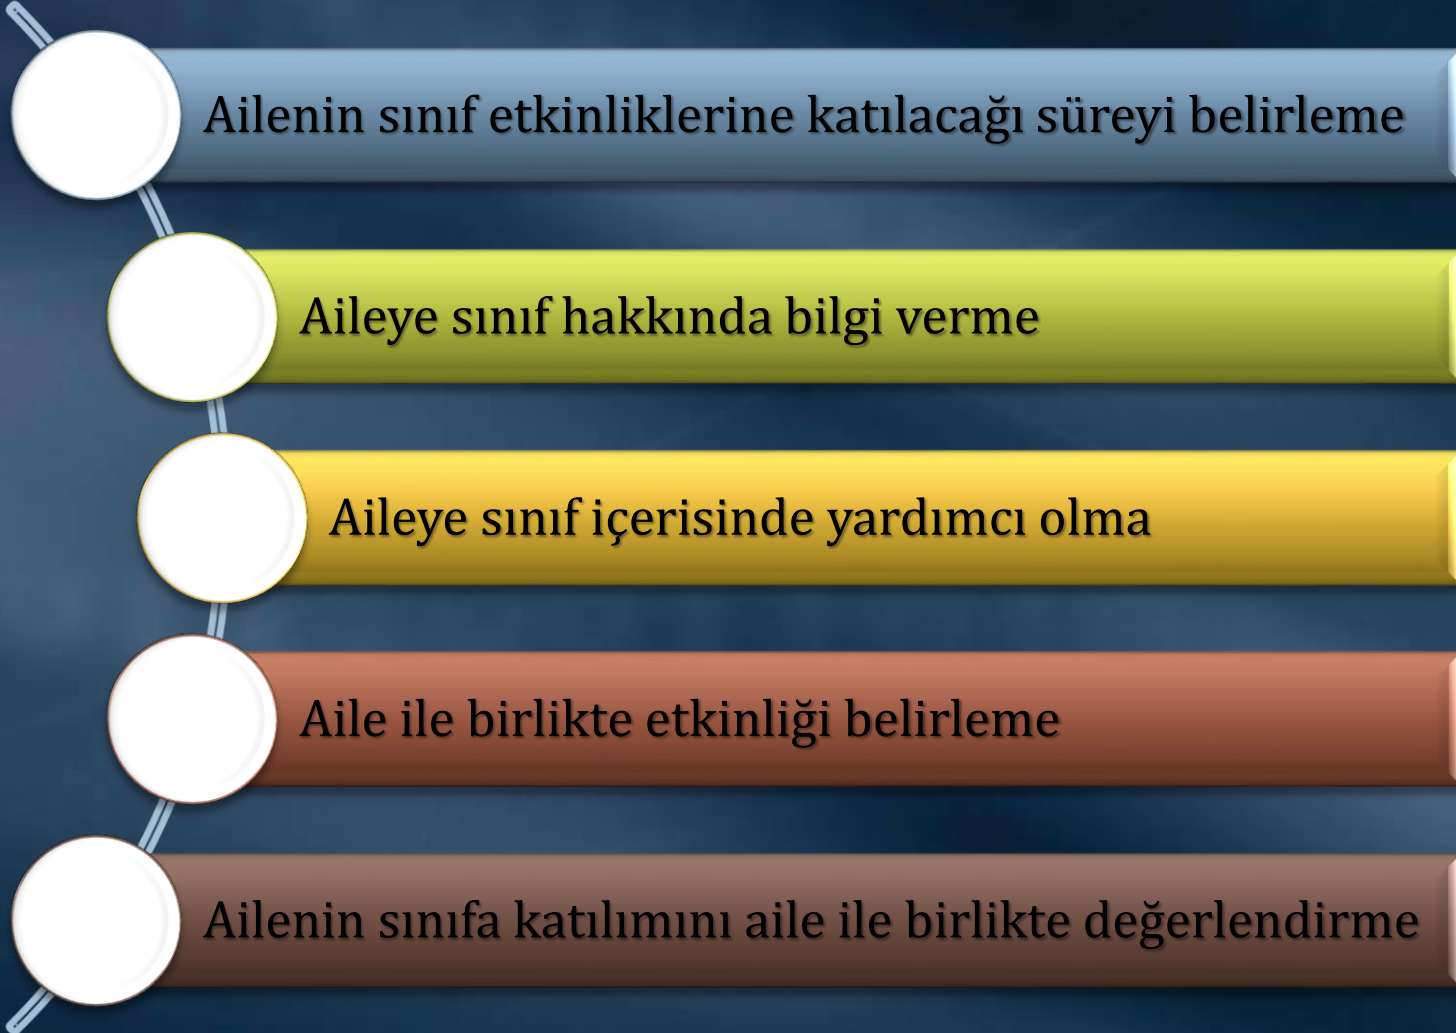 Ailenin sınıf etkinliklerine katılacağı süreyi belirleme
Aileye sınıf hakkında bilgi verme
Aileye sınıf içerisinde yardımcı olma
Aile ile birlikte etkinliği belirleme
Ailenin sınıfa katılımını aile ile birlikte değerlendirme